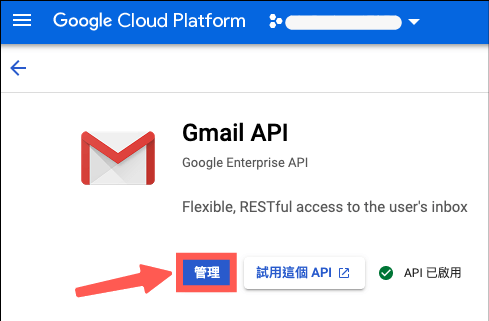 Google Cloud Platform
Gmail API
Google Enterprise API
Flexible, RESTful access to the user's inbox
管理 試用這個 API API 已啟用